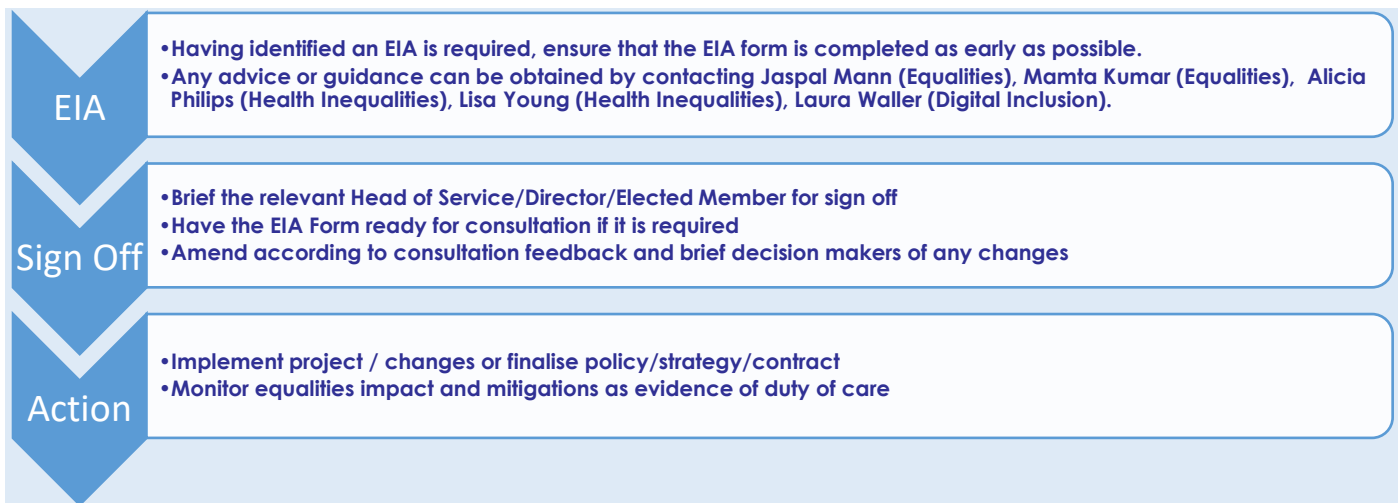 EIA
•Having identified an EIA is required, ensure that the EIA form is completed as early as possible.
•Any advice or guidance can be obtained by contacting Jaspal Mann (Equalities), Mamta Kumar (Equalities), Alicia
Philips (Health Inequalities), Lisa Young (Health Inequalities), Laura Waller (Digital Inclusion).
Sign Off
•Brief the relevant Head of Service/Director/Elected Member for sign off
•Have the EIA Form ready for consultation if it is required
•Amend according to consultation feedback and brief decision makers of any changes
Action
•Implement project / changes or finalise policy/strategy/contract
•Monitor equalities impact and mitigations as evidence of duty of care